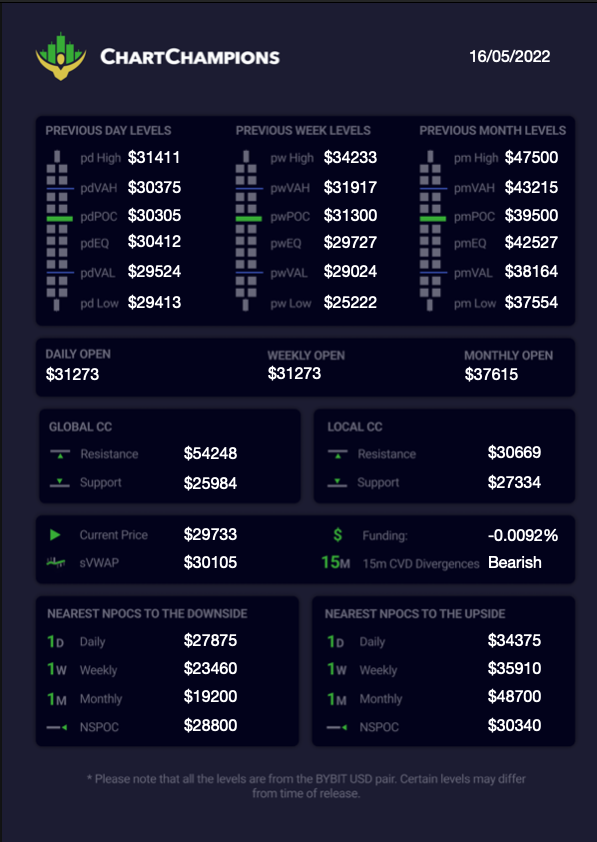 CHARTCHAMPIONS
16/05/2022
PREVIOUS DAY LEVELS PREVIOUS WEEK LEVELS PREVIOUS MONTH LEVELS
pd High $31411 pw High $34233 pm High $47500
pdVAH $30375 pwVAH $31917 pmVAH $43215
pdPOC $30305 pwPOC $31300 pmPOC $39500
pdEQ $30412 pwEQ $29727 pmEQ $42527
pdVAL $29524 pwVAL $29024 pmVAL $38164
pd Low $29413 pw Low $25222 pm Low $37554
DAILY OPEN WEEKLY OPEN MONTHLY OPEN
$31273 $31273 $37615
GLOBAL CC LOCAL CC
Resistance $54248 Resistance $30669
Support $25984 Support $27334
Current Price $29733 $ Funding: -0.0092%
sVWAP $30105 15M 15m CVD Divergences Bearish
NEAREST NPOCS TO THE DOWNSIDE NEAREST NPOCS TO THE UPSIDE
1D Daily $27875 1D Daily $34375
1W Weekly $23460 1W Weekly $35910
1M Monthly $19200 1M Monthly $48700
NSPOC $28800 NSPOC $30340
* Please note that all the levels are from the BYBIT USD pair. Certain levels may differ
from time of release.